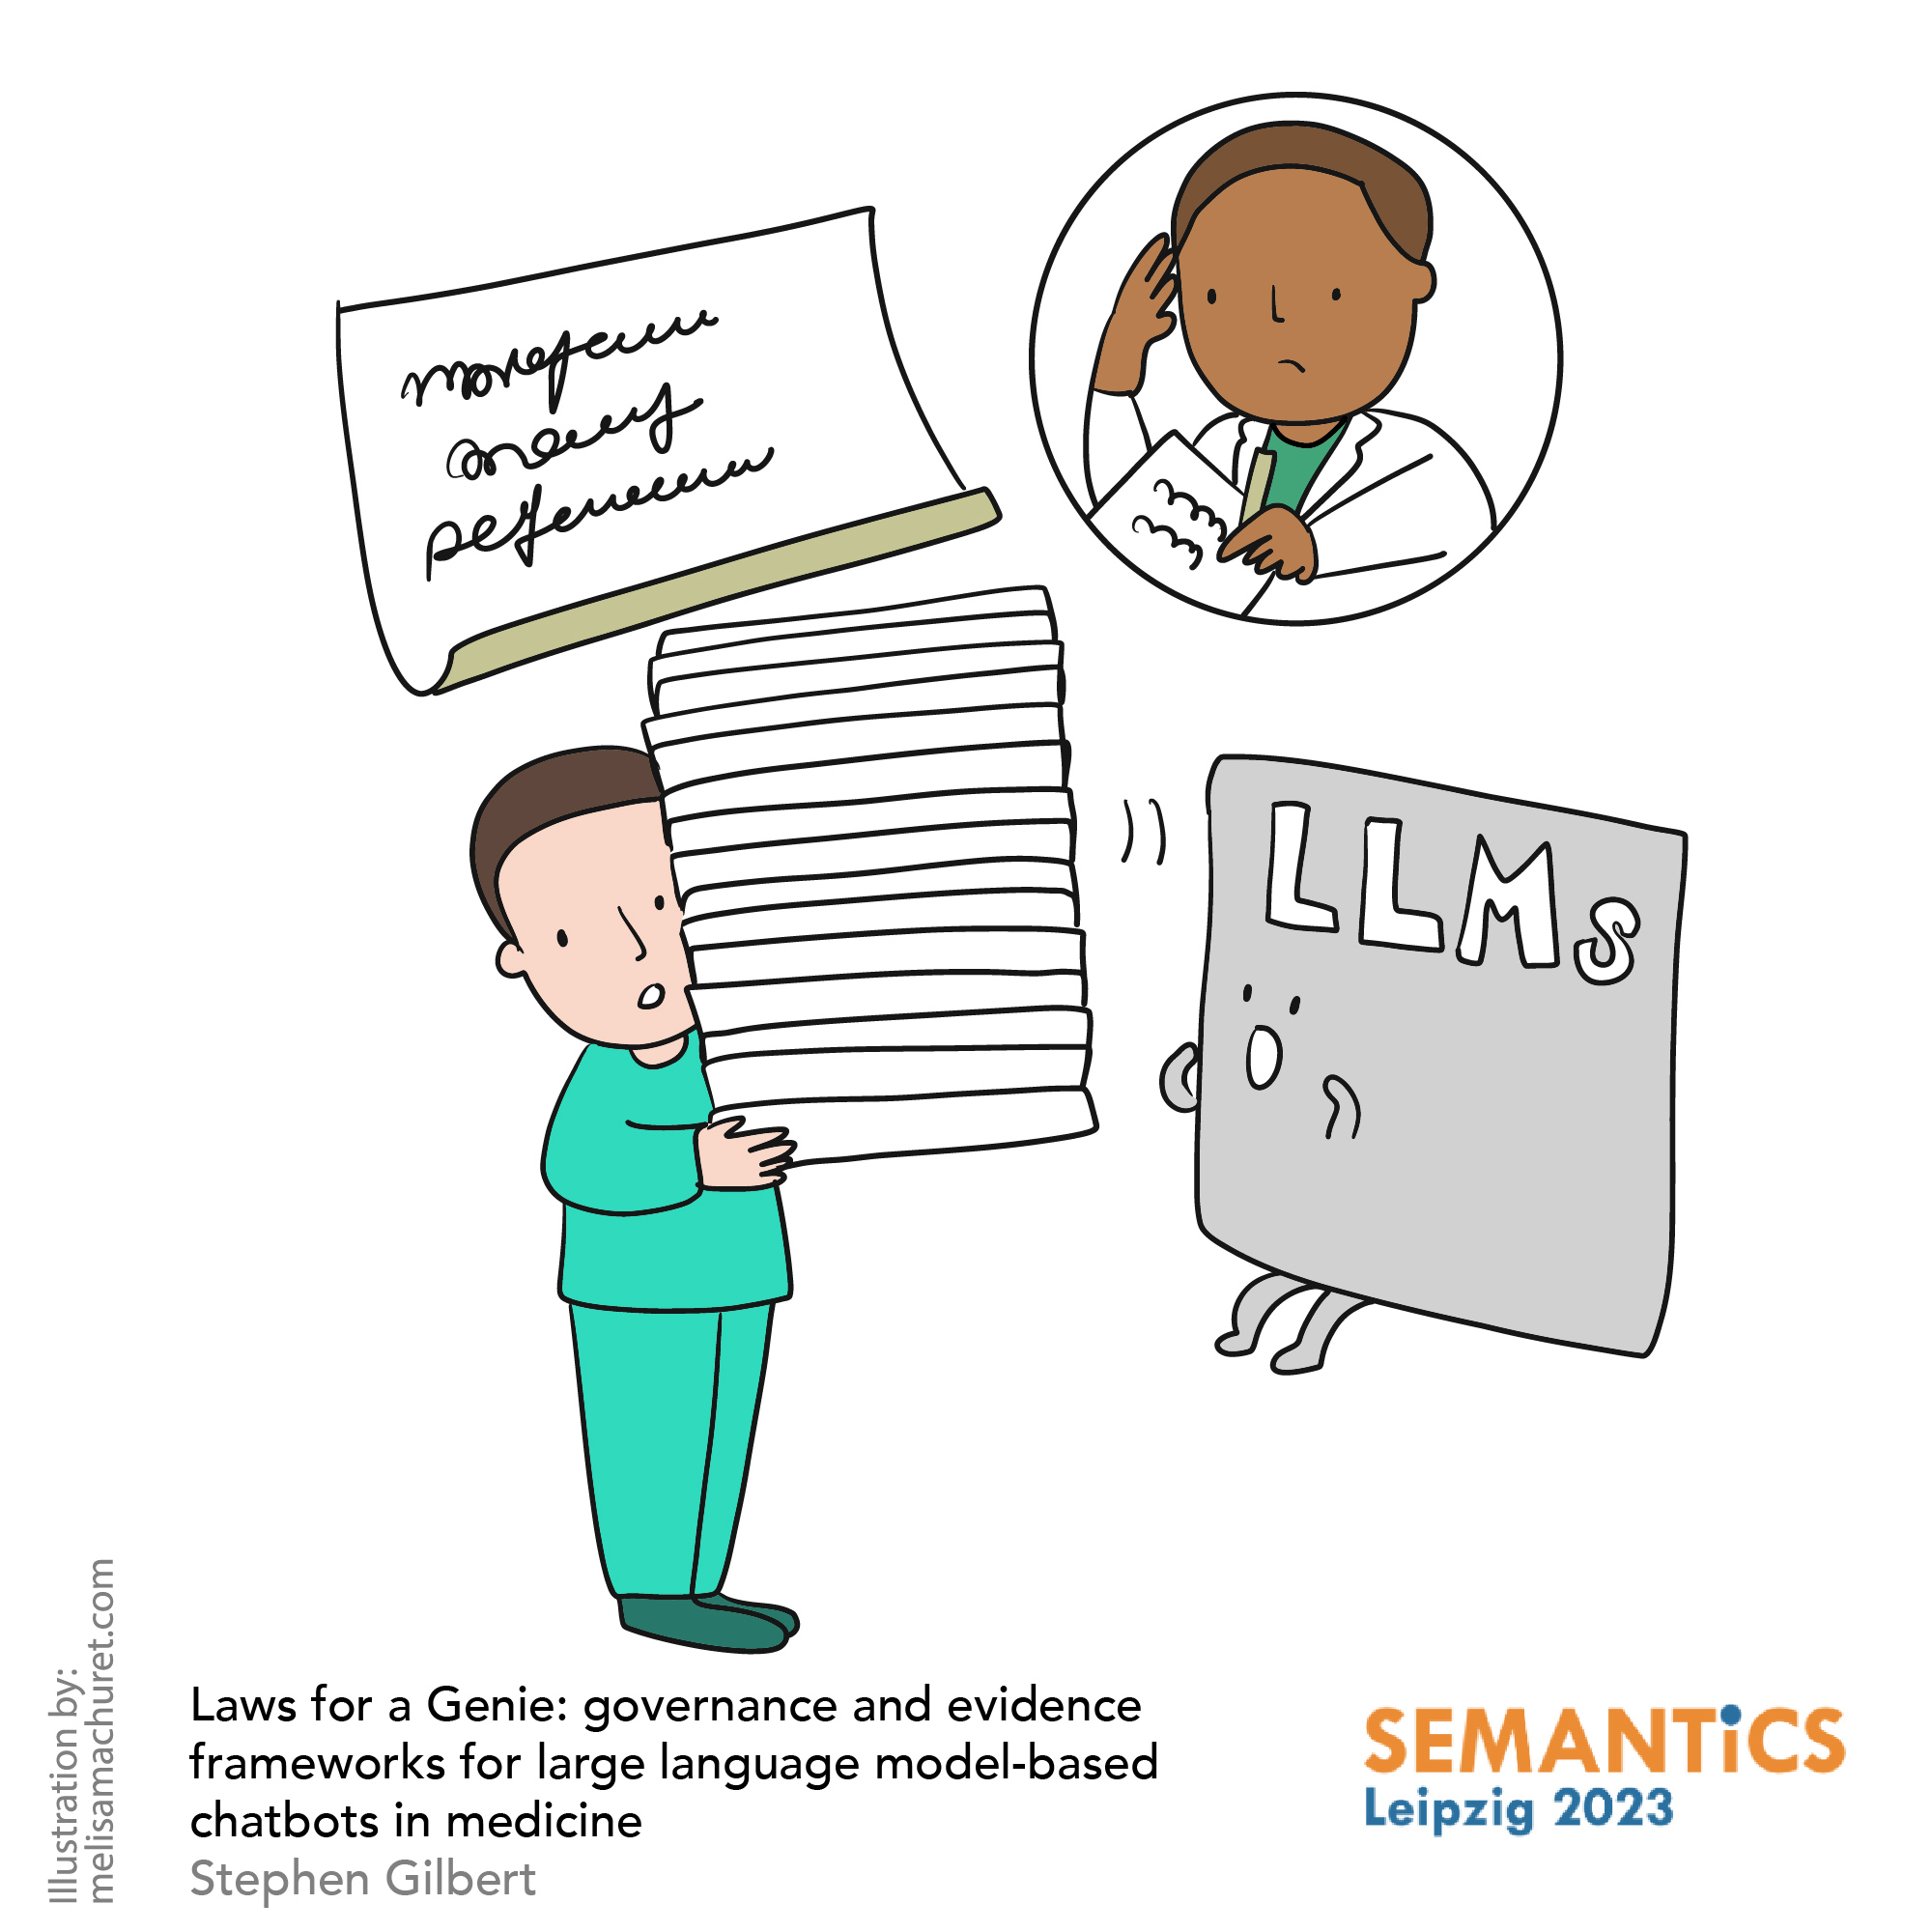 LLMs
Laws for a Genie: governance and evidence
frameworks for large language model-based
chatbots in medicine
Stephen Gilbert
SEMANTiCS
Leipzig 2023
Illustration by:
melisamachuret.com